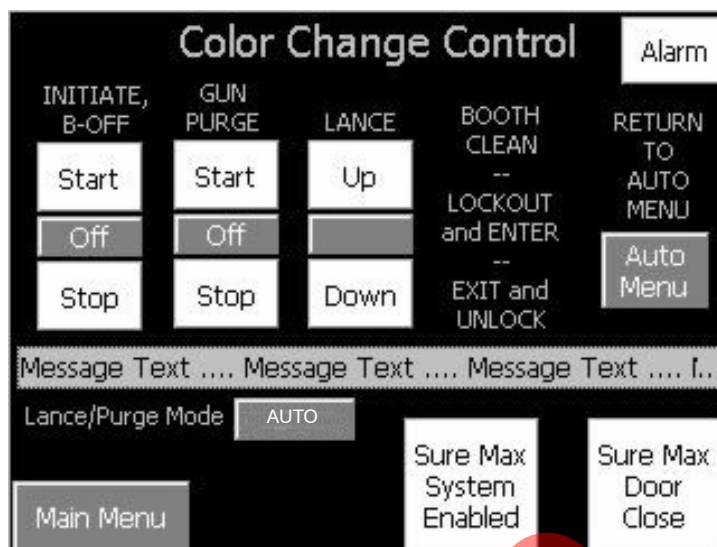 Color Change Control
Alarm
INITIATE,
B-OFF
Start
Off
Stop
GUN
PURGE
Start
Off
Stop
LANCE
Up
Down
BOOTH
CLEAN
--
LOCKOUT
and ENTER
--
EXIT and
UNLOCK
RETURN
TO
AUTO
MENU
Auto
Menu
Message Text .... Message Text .... Message Text ....
Lance/Purge Mode AUTO
Main Menu
Sure Max
System
Enabled
Sure Max
Door
Close